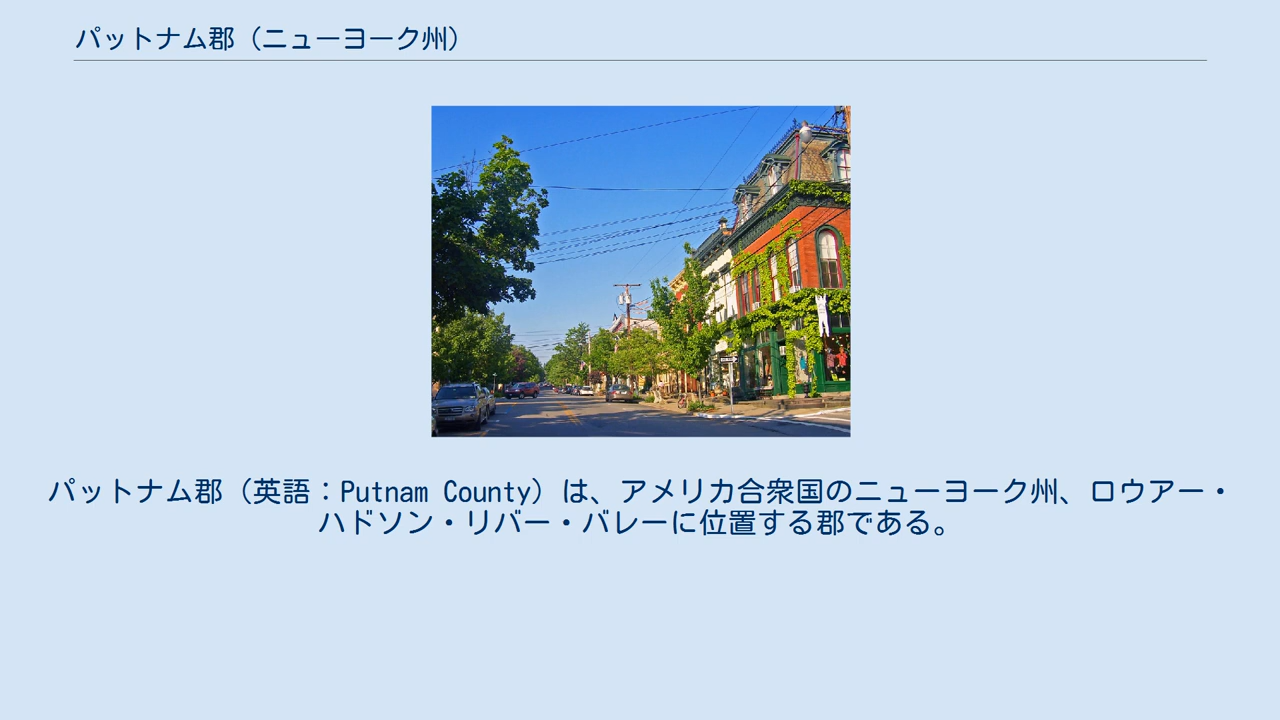 パットナム郡（ニューヨーク州）
パットナム郡（英語：Putnam County）は、アメリカ合衆国のニューヨーク州、ロウアー・
ハドソン・リバー・バレーに位置する郡である。